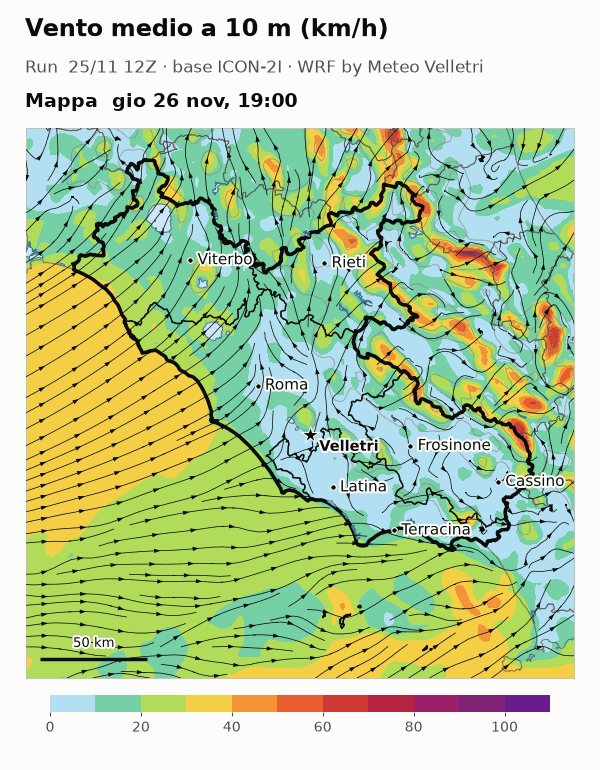 Vento medio a 10 m (km/h)
Run  25/11 12Z · base ICON-2I · WRF by Meteo Velletri
Mappa  gio 26 nov, 19:00
Viterbo
Rieti
Roma
Velletri
Frosinone
Cassino
Latina
Terracina
50 km
0 20 40 60 80 100